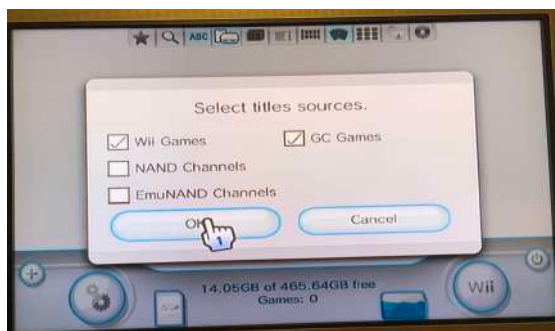 ABC
Select titles sources.
Wii Games
GC Games
NAND Channels
EmuNAND Channels
OK
Cancel
1
14.05GB of 465.64GB free
Games: 0
Wii